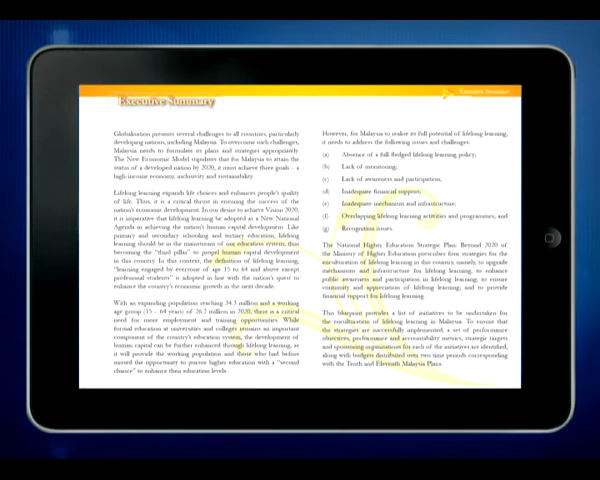 Executive Summary
Executive Summary
Globalisation presents several challenges to all countries, particularly
developing nations, including Malaysia. To overcome such challenges,
Malaysia needs to formulate its plans and strategies appropriately.
The New Economic Model stipulates that for Malaysia to attain the
status of a developed nation by 2020, it must achieve three goals – a
high-income economy, inclusivity and sustainability.
Lifelong learning expands life choices and enhances people's quality
of life. Thus, it is a critical thrust in ensuring the success of the
nation's economic development. In our desire to achieve Vision 2020,
it is imperative that lifelong learning be adopted as a New National
Agenda in achieving the nation's human capital development. Like
primary and secondary schooling and tertiary education, lifelong
learning should be in the mainstream of our education system, thus
becoming the "third pillar" to propel human capital development
in this country. In this context, the definition of lifelong learning,
"learning engaged by everyone of age 15 to 64 and above except
professional students" is adopted in line with the nation's quest to
enhance the country's economic growth in the next decade.
With an expanding population reaching 34.3 million and a working
age group (15 - 64 years) of 26.2 million in 2020, there is a critical
need for more employment and training opportunities. While
formal education at universities and colleges remains an important
component of the country's education system, the development of
human capital can be further enhanced through lifelong learning, as
it will provide the working population and those who had before
missed the opportunity to pursue higher education with a "second
chance" to enhance their education levels.
However, for Malaysia to realise its full potential of lifelong learning,
it needs to address the following issues and challenges:
(a) Absence of a full fledged lifelong learning policy;
(b) Lack of monitoring;
(c) Lack of awareness and participation;
(d) Inadequate financial support;
(e) Inadequate mechanism and infrastructure;
(f) Overlapping lifelong learning activities and programmes; and
(g) Recognition issues.
The National Higher Education Strategic Plan: Beyond 2020 of
the Ministry of Higher Education prescribes four strategies for the
enculturation of lifelong learning in this country, namely, to upgrade
mechanisms and infrastructure for lifelong learning, to enhance
public awareness and participation in lifelong learning, to ensure
continuity and appreciation of lifelong learning; and to provide
financial support for lifelong learning.
This blueprint provides a list of initiatives to be undertaken for
the enculturation of lifelong learning in Malaysia. To ensure that
the strategies are successfully implemented, a set of performance
objectives, performance and accountability metrics, strategic targets
and sponsoring organisations for each of the initiatives are identified,
along with budgets distributed over two time periods corresponding
with the Tenth and Eleventh Malaysia Plans.